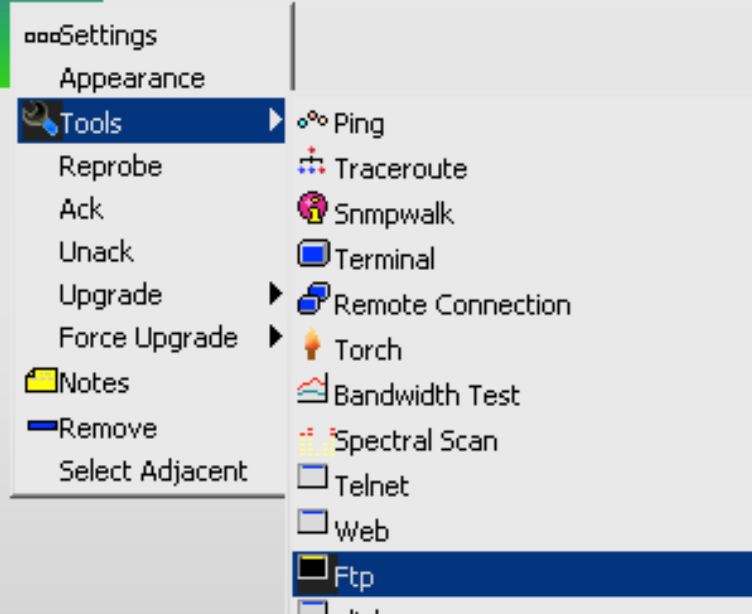 Settings
Appearance
Tools
Reprobe
Ack
Unack
Upgrade
Force Upgrade
Notes
Remove
Select Adjacent
Ping
Traceroute
Snmpwalk
Terminal
Remote Connection
Torch
Bandwidth Test
Spectral Scan
Telnet
Web
Ftp